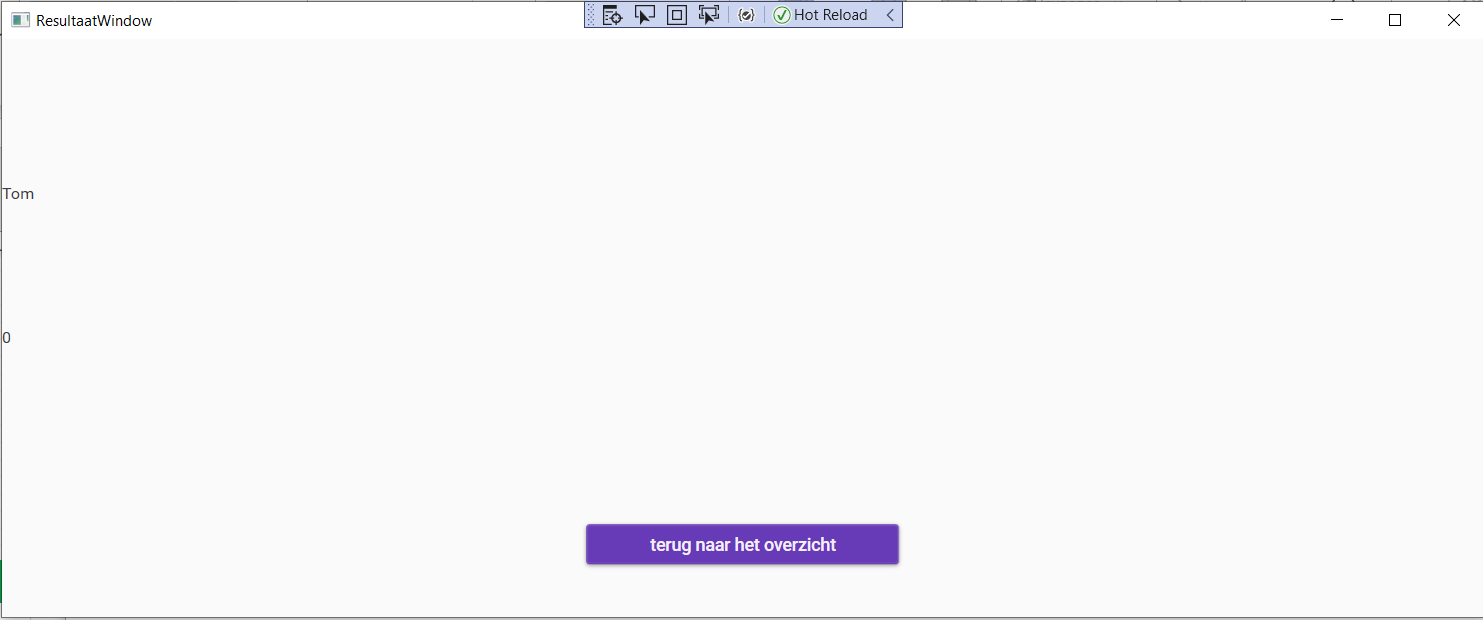 ResultaatWindow
Hot Reload
Tom
0
terug naar het overzicht